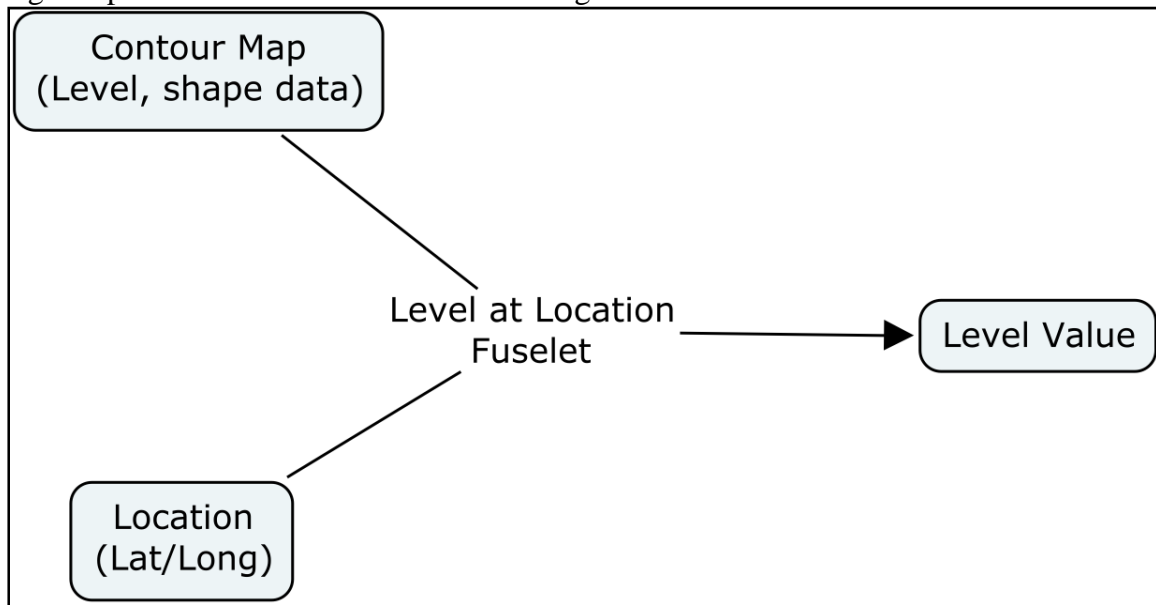 Contour Map
(Level, shape data)
Level at Location
Fuselet
Level Value
Location
(Lat/Long)